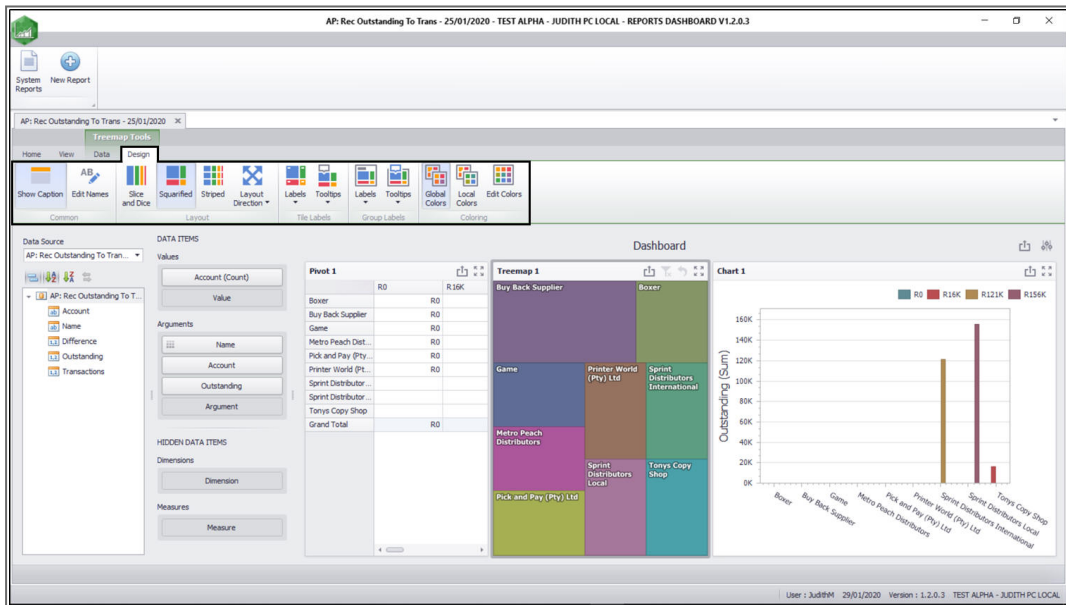 AP: Rec Outstanding To Trans - 25/01/2020 - TEST ALPHA - JUDITH PC LOCAL - REPORTS DASHBOARD V1.2.0.3
System Reports
New Report
AP: Rec Outstanding To Trans - 25/01/2020
Treemap Tools
Home View Data Design
Show Caption
Edit Names
Slice and Dice
Squarified
Striped
Layout Direction
Labels
Tooltips
Labels
Tooltips
Global Colors
Local Colors
Edit Colors
Common
Layout
Tile Labels
Group Labels
Coloring
Data Source
AP: Rec Outstanding To Tran...
AP: Rec Outstanding To T...
Account
Name
Difference
Outstanding
Transactions
DATA ITEMS
Values
Account (Count)
Value
Arguments
Name
Account
Outstanding
Argument
HIDDEN DATA ITEMS
Dimensions
Dimension
Measures
Measure
Dashboard
Pivot 1
R0 R16K
Boxer R0
Buy Back Supplier R0
Game R0
Metro Peach Dist... R0
Pick and Pay (Pty... R0
Printer World (Pt... R0
Sprint Distributor...
Sprint Distributor...
Tonys Copy Shop
Grand Total R0
Treemap 1
Buy Back Supplier
Boxer
Game
Printer World
(Pty) Ltd
Sprint
Distributors
International
Metro Peach
Distributors
Sprint
Distributors
Local
Tonys Copy
Shop
Pick and Pay (Pty) Ltd
Chart 1
R0 R16K R121K R156K
Outstanding (Sum)
160K
140K
120K
100K
80K
60K
40K
20K
0K
Boxer
Buy Back Supplier
Game
Metro Peach Distributors
Pick and Pay (Pty) Ltd
Printer World (Pty) Ltd
Sprint Distributors International
Sprint Distributors Local
Tonys Copy Shop
User : JudithM 29/01/2020 Version : 1.2.0.3 TEST ALPHA - JUDITH PC LOCAL